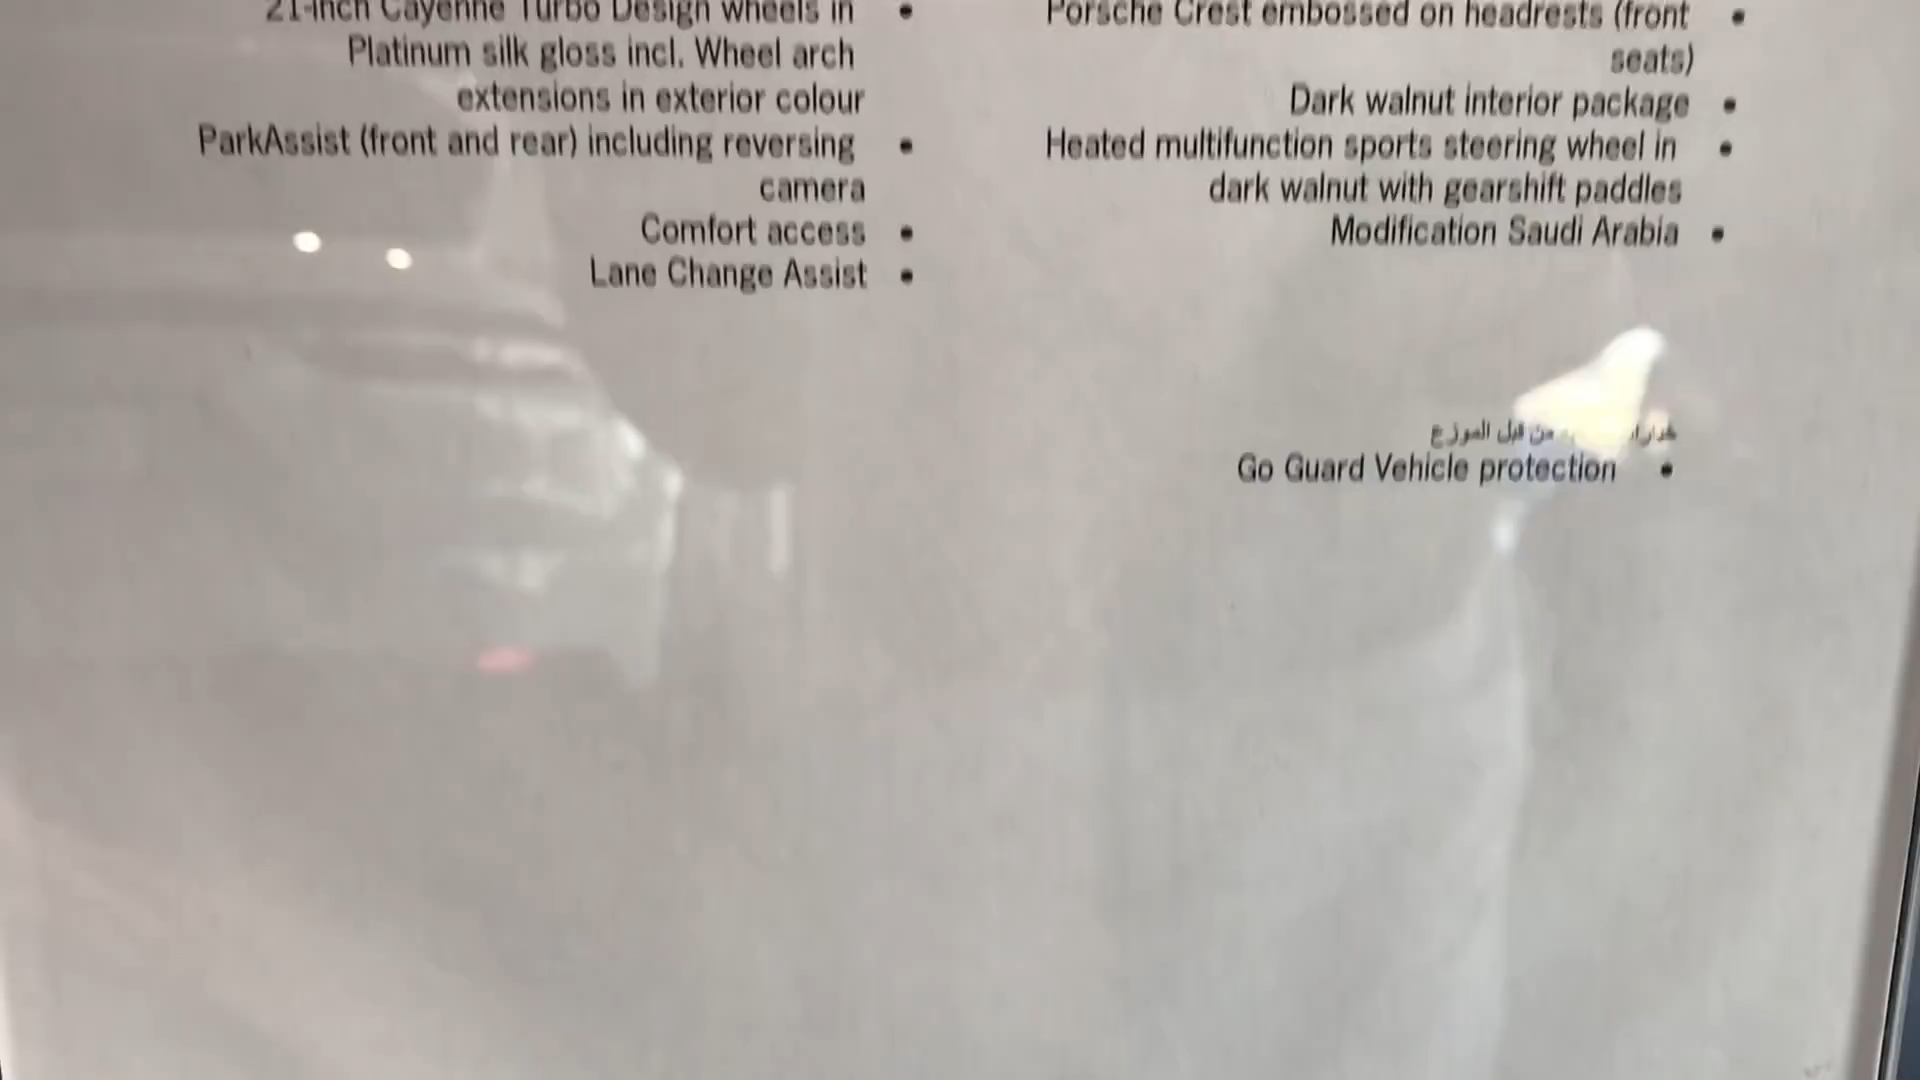 21-inch Cayenne Turbo Design wheels in
Platinum silk gloss incl. Wheel arch
extensions in exterior colour
ParkAssist (front and rear) including reversing
camera
Comfort access
Lane Change Assist
Porsche Crest embossed on headrests (front
seats)
Dark walnut interior package
Heated multifunction sports steering wheel in
dark walnut with gearshift paddles
Modification Saudi Arabia
من قبل الموزع
Go Guard Vehicle protection